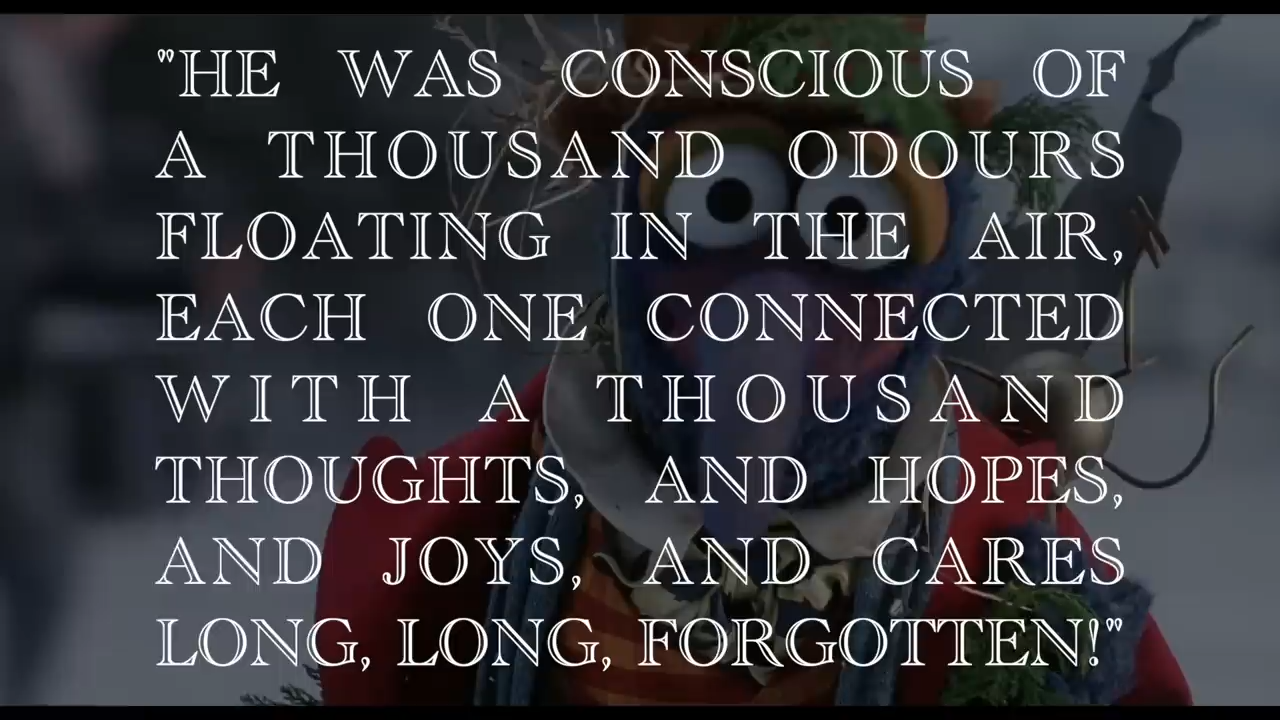 "HE WAS CONSCIOUS OF
A THOUSAND ODOURS
FLOATING IN THE AIR,
EACH ONE CONNECTED
WITH A THOUSAND
THOUGHTS, AND HOPES,
AND JOYS, AND CARES
LONG, LONG, FORGOTTEN!"